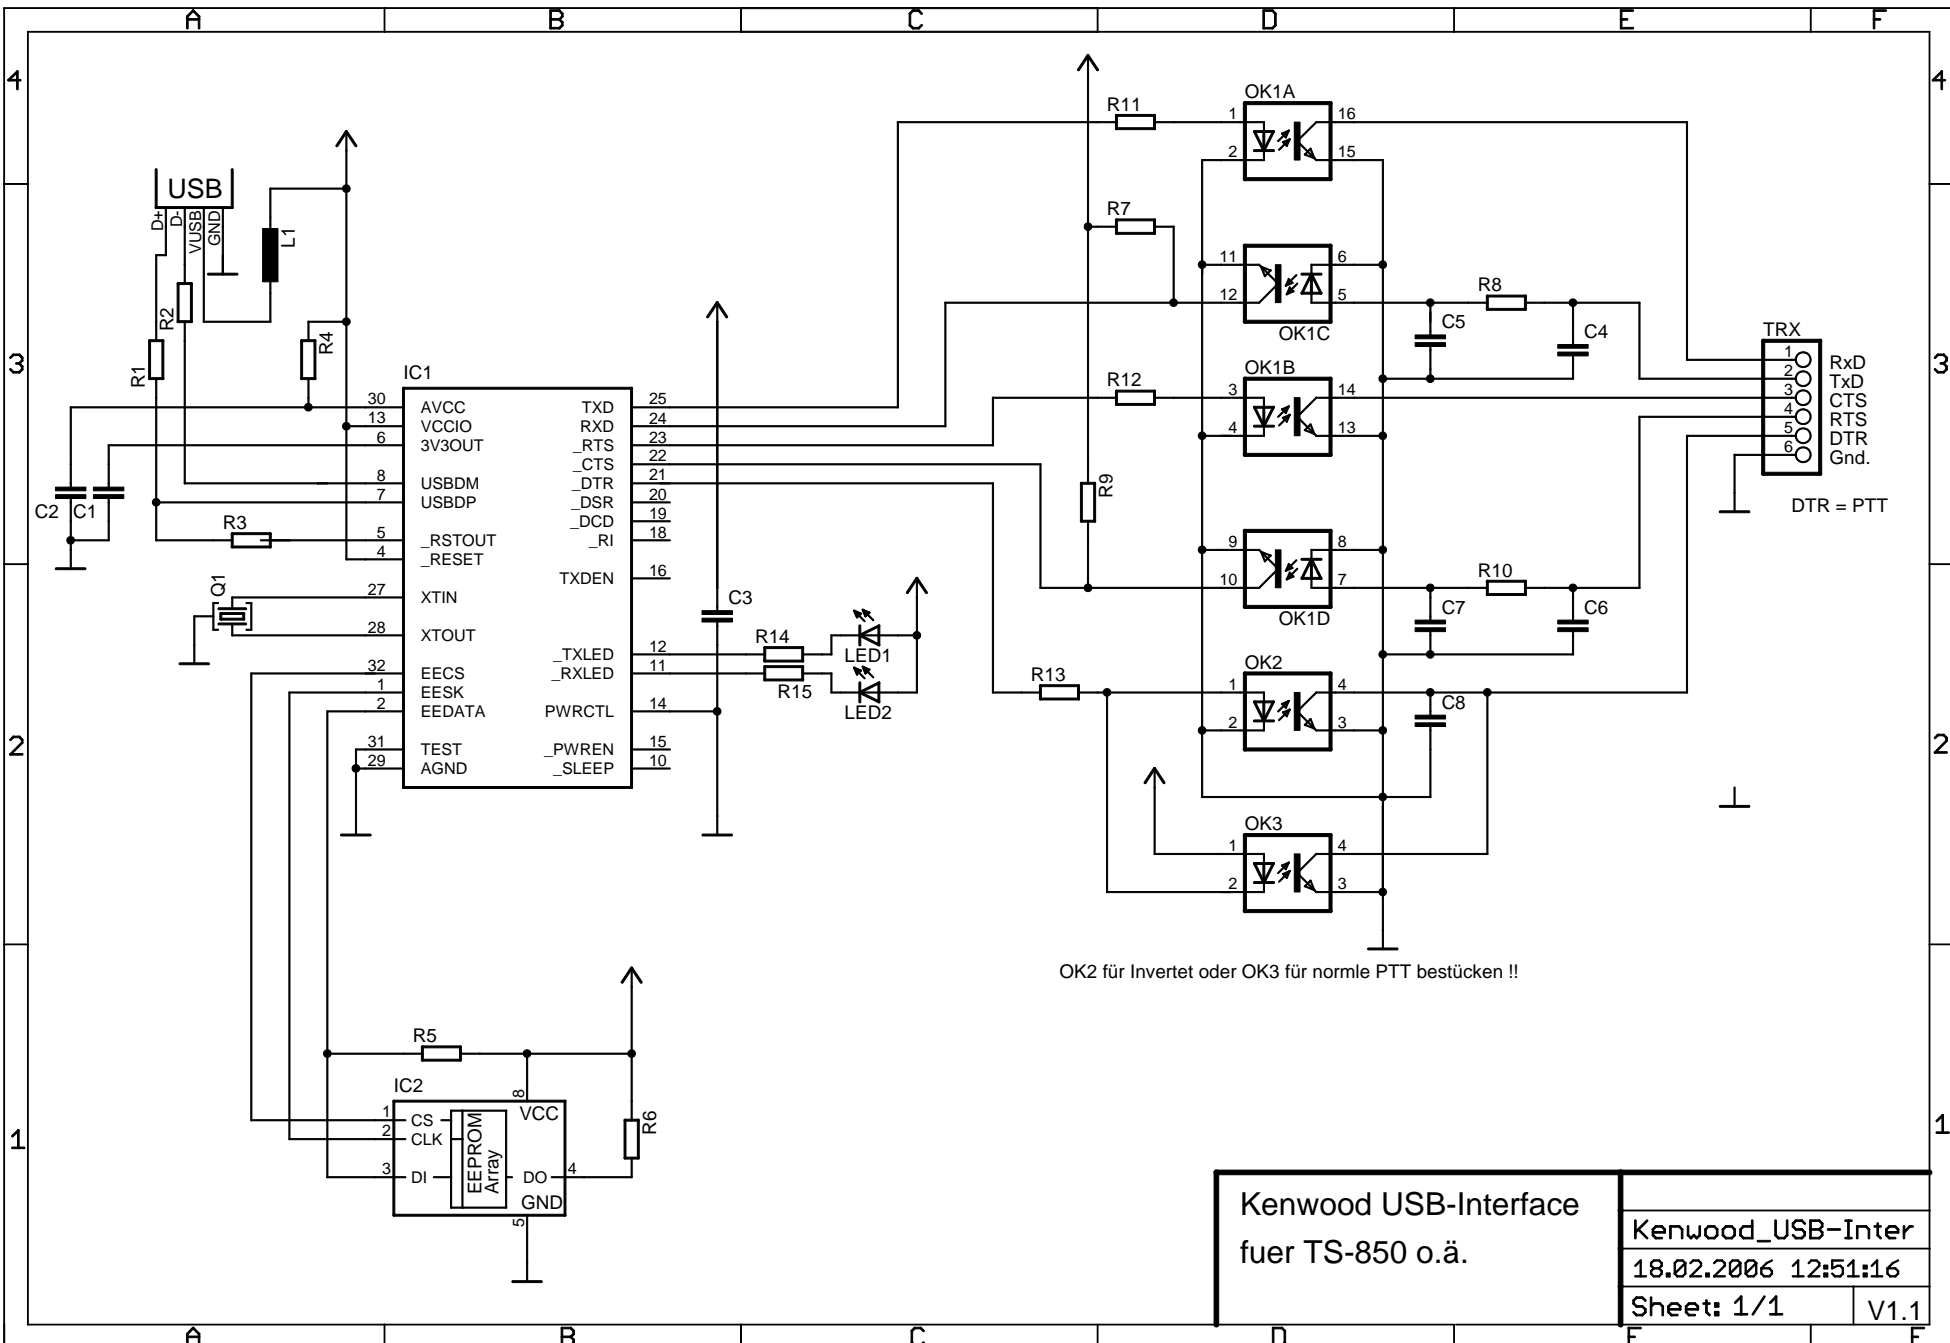 A B C D E F
4 4
3 3
2 2
1 1
USB
D+
D-
VUSB
GND
L1
R2
R1
R4
C2 C1
R3
Q1
IC1
30 AVCC TXD 25
13 VCCIO RXD 24
6 3V3OUT _RTS 23
_CTS 22
8 USBDM _DTR 21
7 USBDP _DSR 20
_DCD 19
5 _RSTOUT _RI 18
4 _RESET
TXDEN 16
27 XTIN
28 XTOUT
_TXLED 12
32 EECS _RXLED 11
1 EESK
2 EEDATA PWRCTL 14
31 TEST _PWREN 15
29 AGND _SLEEP 10
C3
R14
LED1
R15
LED2
R11
OK1A
1 16
2 15
R7
11 6
12 5
OK1C
R8
C5
C4
R12
OK1B
3 14
4 13
R9
9 8
10 7
OK1D
R10
C7
C6
R13
OK2
1 4
2 3
C8
OK3
1 4
2 3
TRX
1 RxD
2 TxD
3 CTS
4 RTS
5 DTR
6 Gnd.
DTR = PTT
OK2 für Invertet oder OK3 für normle PTT bestücken !!
R5
IC2
8
VCC
1 CS
2 CLK
3 DI
EEPROM
Array
DO 4
GND
5
R6
Kenwood USB-Interface
fuer TS-850 o.ä.
Kenwood_USB-Inter
18.02.2006 12:51:16
Sheet: 1/1
V1.1
A B C D E F